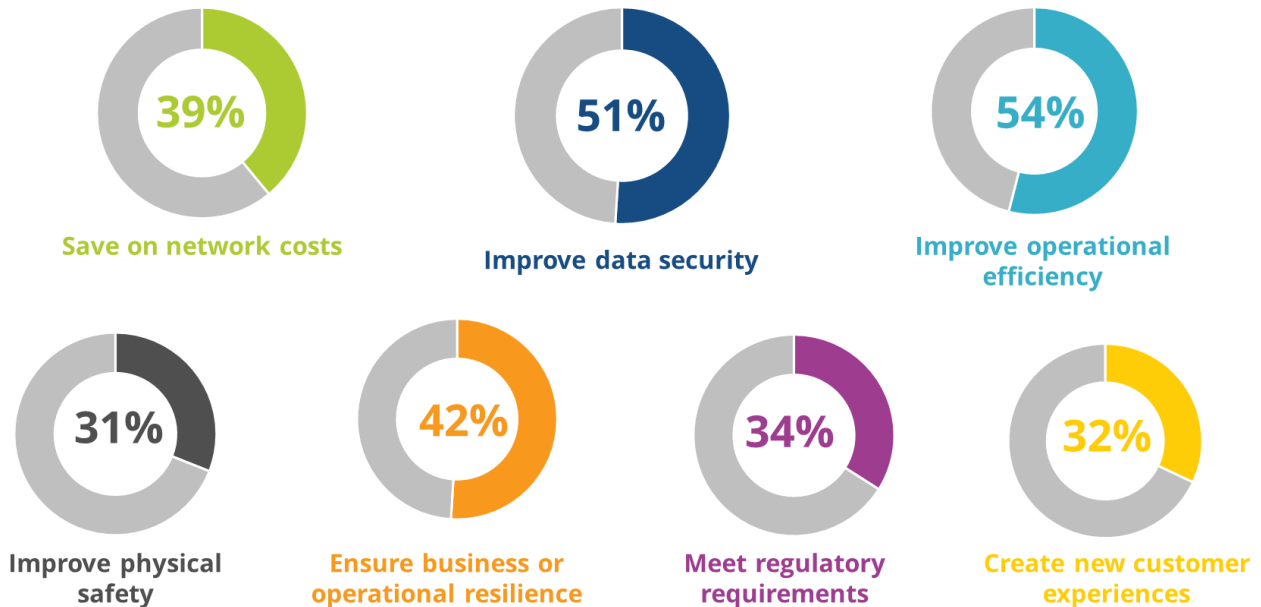 39%
Save on network costs
51%
Improve data security
54%
Improve operational
efficiency
31%
Improve physical
safety
42%
Ensure business or
operational resilience
34%
Meet regulatory
requirements
32%
Create new customer
experiences